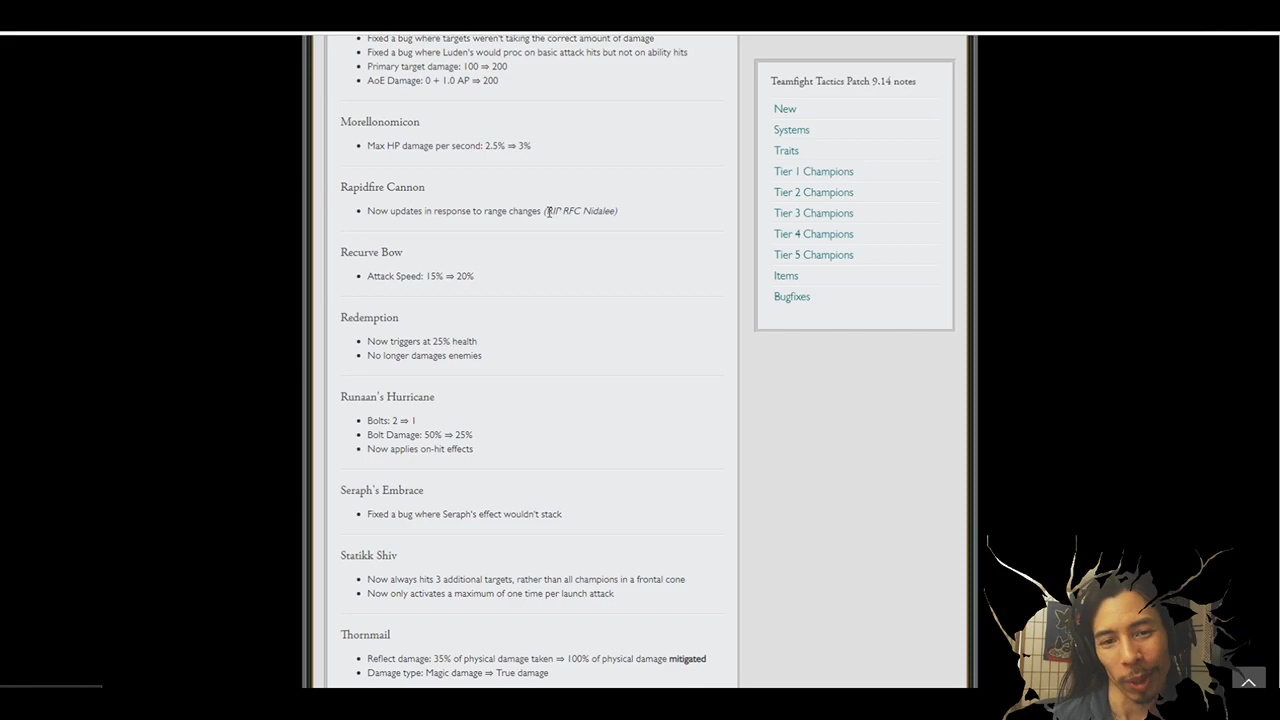 Fixed a bug where targets weren't taking the correct amount of damage
Fixed a bug where Luden's would proc on basic attack hits but not on ability hits
Primary target damage: 100 ⇒ 200
AoE Damage: 0 + 1.0 AP ⇒ 200
Morellonomicon
Max HP damage per second: 2.5% ⇒ 3%
Rapidfire Cannon
Now updates in response to range changes (RIP RFC Nidalee)
Recurve Bow
Attack Speed: 15% ⇒ 20%
Redemption
Now triggers at 25% health
No longer damages enemies
Runaan's Hurricane
Bolts: 2 ⇒ 1
Bolt Damage: 50% ⇒ 25%
Now applies on-hit effects
Seraph's Embrace
Fixed a bug where Seraph's effect wouldn't stack
Statikk Shiv
Now always hits 3 additional targets, rather than all champions in a frontal cone
Now only activates a maximum of one time per launch attack
Thornmail
Reflect damage: 35% of physical damage taken ⇒ 100% of physical damage mitigated
Damage type: Magic damage ⇒ True damage
Teamfight Tactics Patch 9.14 notes
New
Systems
Traits
Tier 1 Champions
Tier 2 Champions
Tier 3 Champions
Tier 4 Champions
Tier 5 Champions
Items
Bugfixes